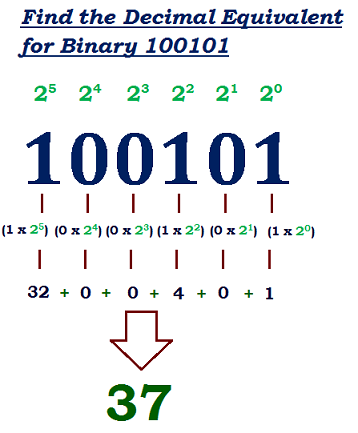 Find the Decimal Equivalent
for Binary 100101
2⁵ 2⁴ 2³ 2² 2¹ 2⁰
100101
(1 x 2⁵) (0 x 2⁴) (0 x 2³) (1 x 2²) (0 x 2¹) (1 x 2⁰)
32 + 0 + 0 + 4 + 0 + 1
37